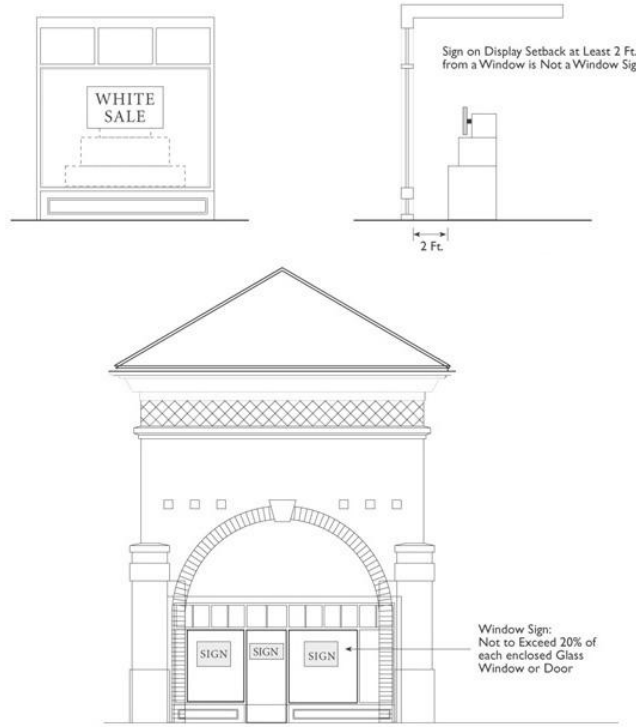 WHITE
SALE
Sign on Display Setback at Least 2 Ft.
from a Window is Not a Window Sig
2 Ft.
SIGN
SIGN
SIGN
Window Sign:
Not to Exceed 20% of
each enclosed Glass
Window or Door